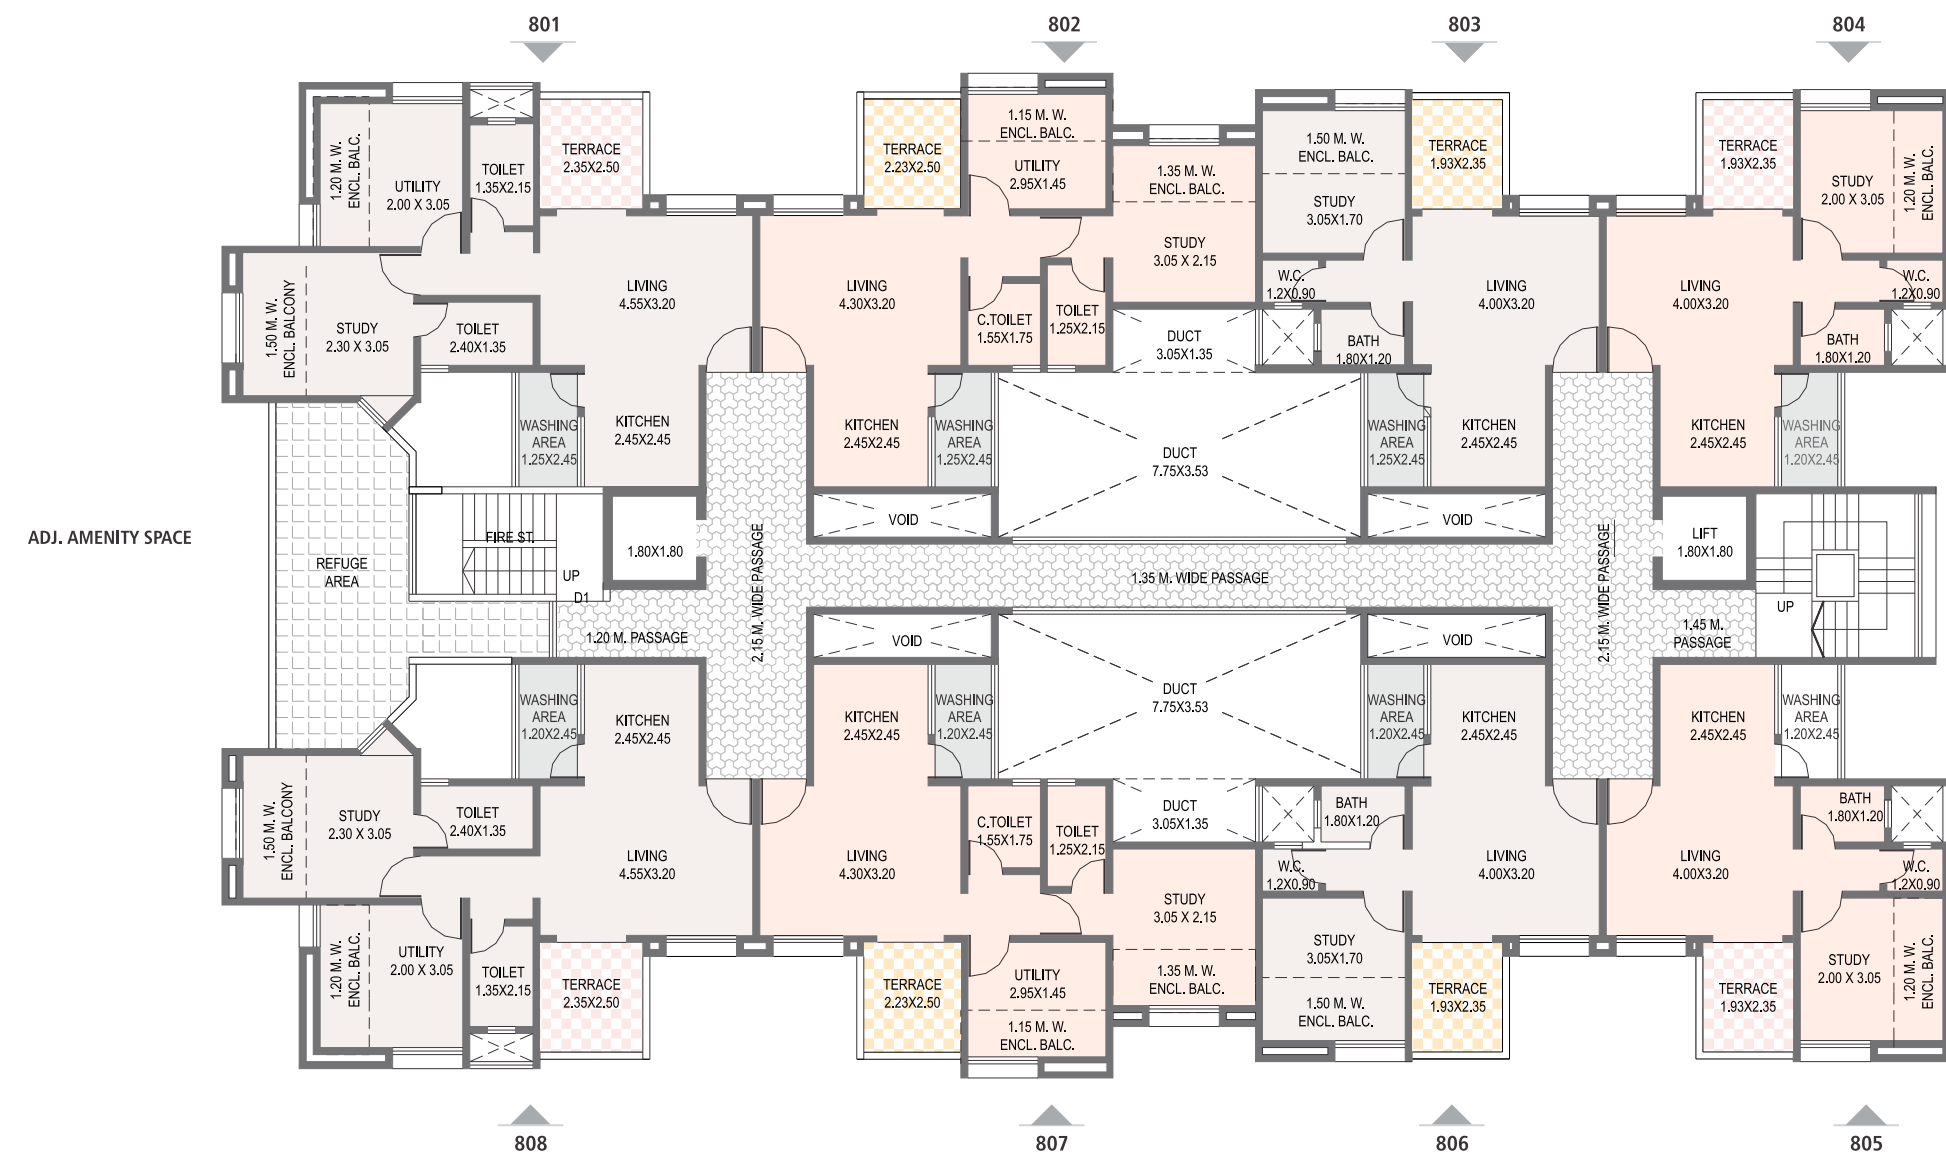 801
802
803
804
1.20 M. W.
ENCL. BALC.
UTILITY
2.00 X 3.05
TOILET
1.35X2.15
TERRACE
2.35X2.50
TERRACE
2.23X2.50
1.15 M. W.
ENCL. BALC.
UTILITY
2.95X1.45
1.35 M. W.
ENCL. BALC.
STUDY
3.05 X 2.15
1.50 M. W.
ENCL. BALC.
STUDY
3.05X1.70
TERRACE
1.93X2.35
TERRACE
1.93X2.35
STUDY
2.00 X 3.05
1.20 M. W.
ENCL. BALC.
1.50 M. W.
ENCL. BALCONY
STUDY
2.30 X 3.05
TOILET
2.40X1.35
LIVING
4.55X3.20
LIVING
4.30X3.20
C.TOILET
1.55X1.75
TOILET
1.25X2.15
DUCT
3.05X1.35
W.C.
1.2X0.90
BATH
1.80X1.20
LIVING
4.00X3.20
LIVING
4.00X3.20
W.C.
1.2X0.90
BATH
1.80X1.20
WASHING
AREA
1.25X2.45
KITCHEN
2.45X2.45
KITCHEN
2.45X2.45
WASHING
AREA
1.25X2.45
DUCT
7.75X3.53
WASHING
AREA
1.25X2.45
KITCHEN
2.45X2.45
KITCHEN
2.45X2.45
WASHING
AREA
1.20X2.45
ADJ. AMENITY SPACE
REFUGE
AREA
FIRE ST.
UP
D1
1.80X1.80
2.15 M. WIDE PASSAGE
VOID
VOID
1.35 M. WIDE PASSAGE
2.15 M. WIDE PASSAGE
LIFT
1.80X1.80
UP
1.20 M. PASSAGE
VOID
VOID
1.45 M.
PASSAGE
WASHING
AREA
1.20X2.45
KITCHEN
2.45X2.45
KITCHEN
2.45X2.45
WASHING
AREA
1.20X2.45
DUCT
7.75X3.53
WASHING
AREA
1.20X2.45
KITCHEN
2.45X2.45
KITCHEN
2.45X2.45
WASHING
AREA
1.20X2.45
1.50 M. W.
ENCL. BALCONY
STUDY
2.30 X 3.05
TOILET
2.40X1.35
LIVING
4.55X3.20
LIVING
4.30X3.20
C.TOILET
1.55X1.75
TOILET
1.25X2.15
DUCT
3.05X1.35
BATH
1.80X1.20
W.C.
1.2X0.90
LIVING
4.00X3.20
LIVING
4.00X3.20
BATH
1.80X1.20
W.C.
1.2X0.90
1.20 M. W.
ENCL. BALC.
UTILITY
2.00 X 3.05
TOILET
1.35X2.15
TERRACE
2.35X2.50
TERRACE
2.23X2.50
UTILITY
2.95X1.45
1.15 M. W.
ENCL. BALC.
STUDY
3.05 X 2.15
1.35 M. W.
ENCL. BALC.
STUDY
3.05X1.70
1.50 M. W.
ENCL. BALC.
TERRACE
1.93X2.35
TERRACE
1.93X2.35
STUDY
2.00 X 3.05
1.20 M. W.
ENCL. BALC.
808
807
806
805